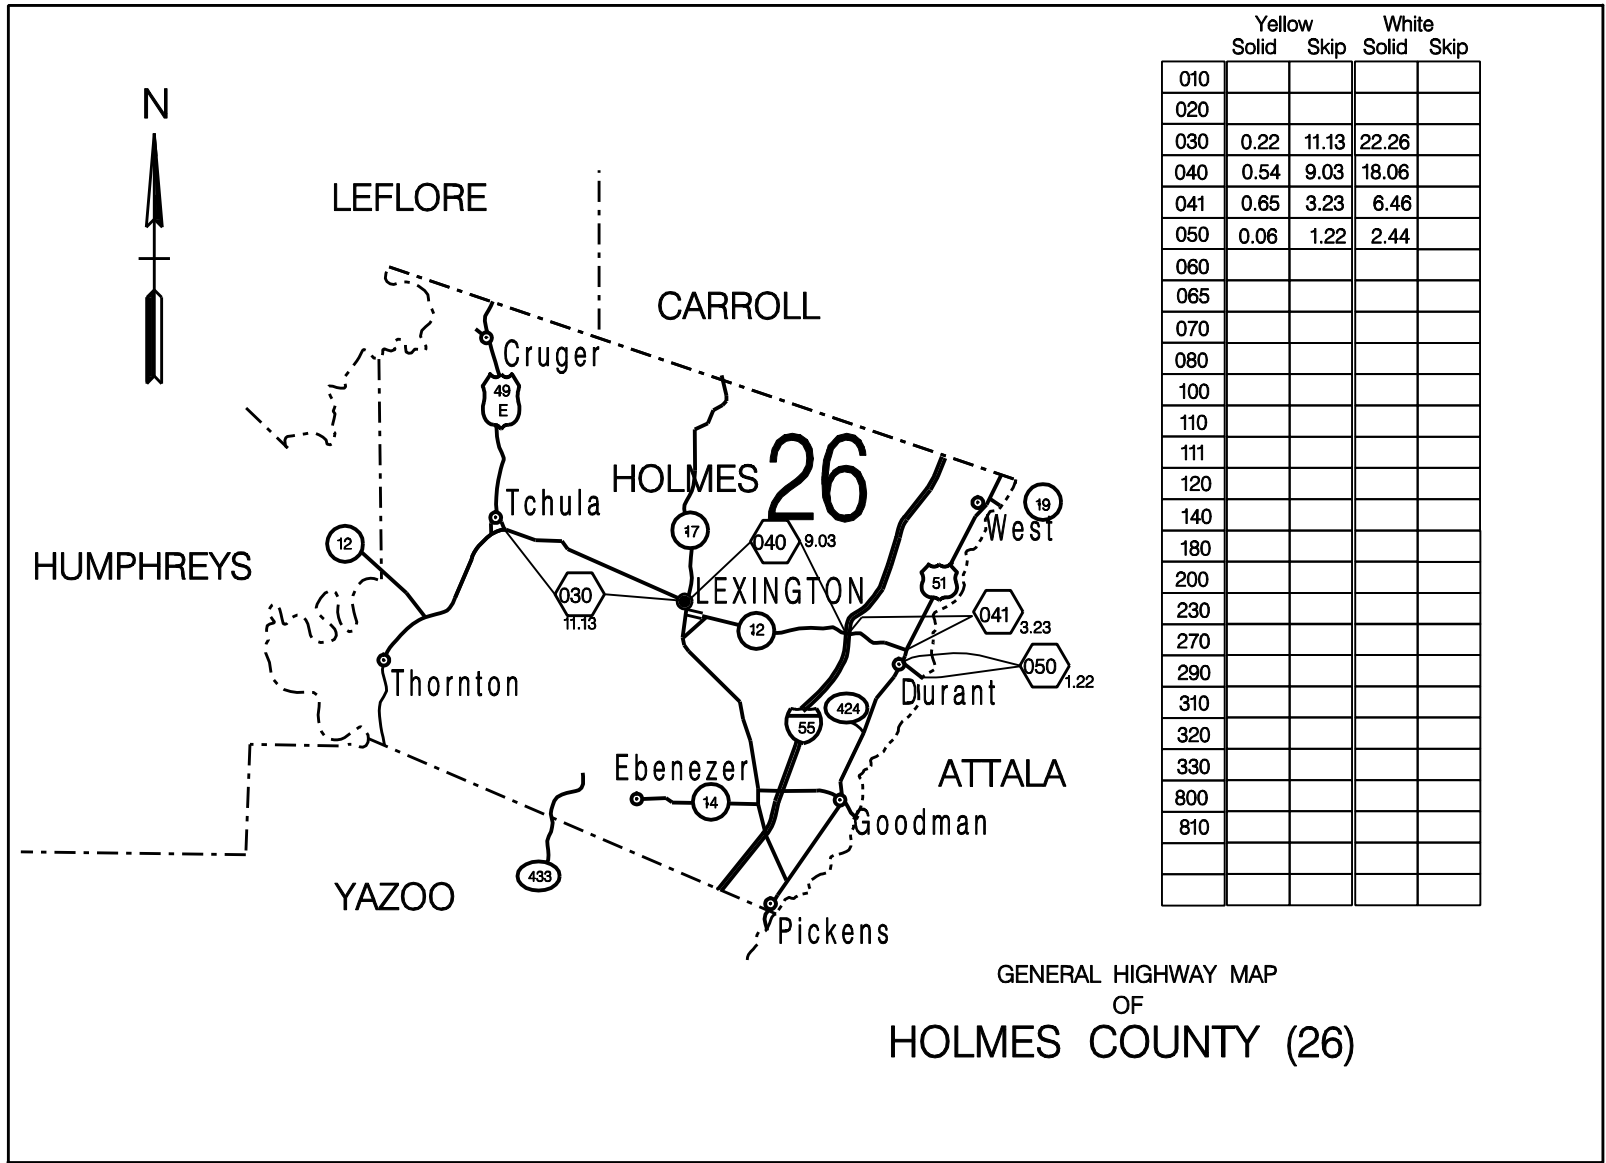 Yellow White
Solid Skip Solid Skip
010
020
030 0.22 11.13 22.26
040 0.54 9.03 18.06
041 0.65 3.23 6.46
050 0.06 1.22 2.44
060
065
070
080
100
110
111
120
140
180
200
230
270
290
310
320
330
800
810
N
LEFLORE
CARROLL
Cruger
49
E
HOLMES 26
Tchula
West
19
12
17
040 9.03
HUMPHREYS
51
030
11.13
LEXINGTON
12
041
3.23
050
1.22
Thornton
Durant
424
55
Ebenezer
14
ATTALA
Goodman
433
YAZOO
Pickens
GENERAL HIGHWAY MAP
OF
HOLMES COUNTY (26)